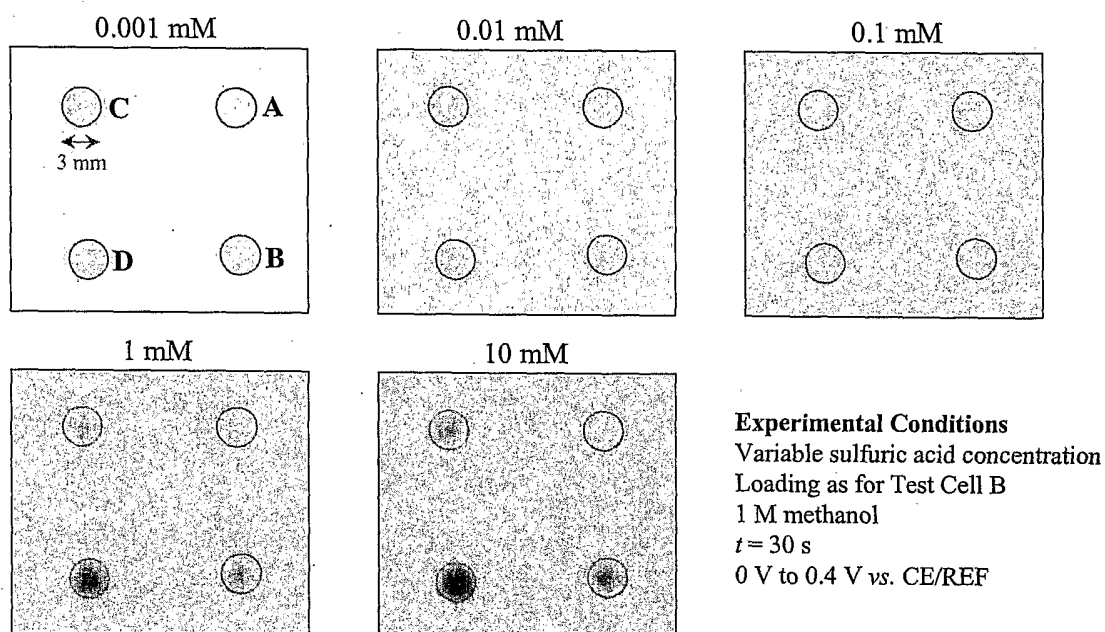 0.001 mM
0.01 mM
0.1 mM
C
A
3 mm
D
B
1 mM
10 mM
Experimental Conditions
Variable sulfuric acid concentration
Loading as for Test Cell B
1 M methanol
t = 30 s
0 V to 0.4 V vs. CE/REF